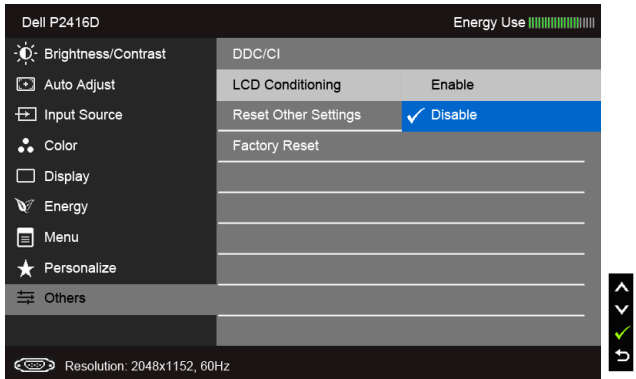 Dell P2416D
Energy Use
Brightness/Contrast
Auto Adjust
Input Source
Color
Display
Energy
Menu
Personalize
Others
DDC/CI
LCD Conditioning
Enable
Reset Other Settings
Disable
Factory Reset
Resolution: 2048x1152, 60Hz